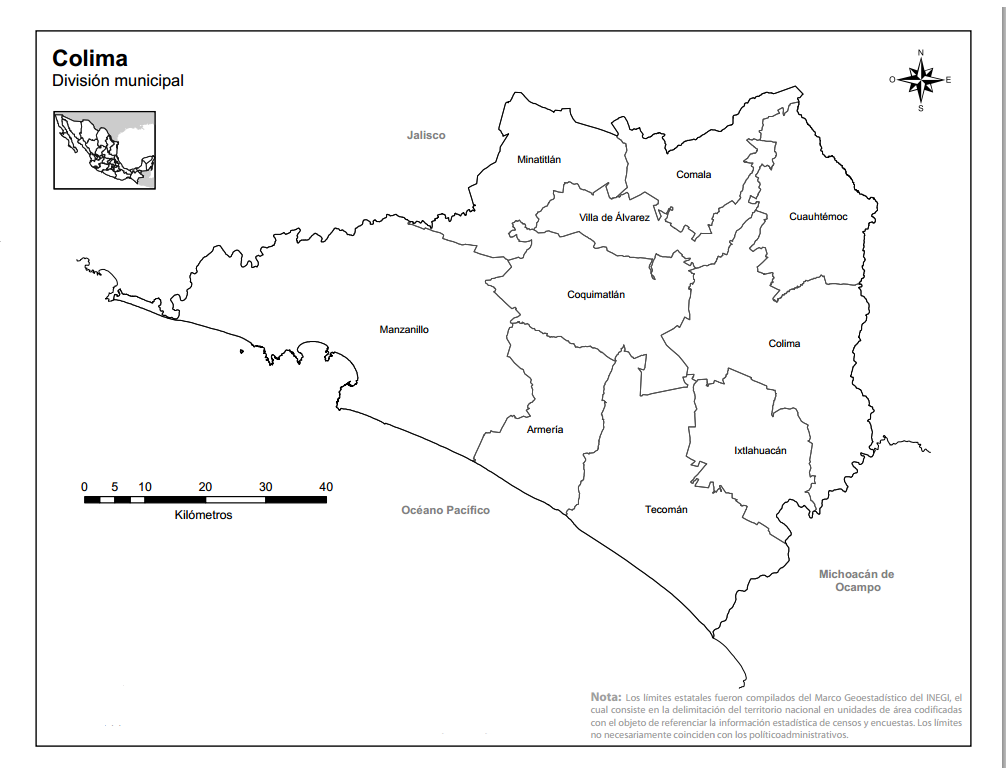 Colima
División municipal
N
O
E
S
Jalisco
Minatitlán
Comala
Villa de Álvarez
Cuauhtémoc
Coquimatlán
Manzanillo
Colima
Armería
Ixtlahuacán
0 5 10 20 30 40
Kilómetros
Océano Pacífico
Tecomán
Michoacán de
Ocampo
Nota: Los límites estatales fueron compilados del Marco Geoestadístico del INEGI, el
cual consiste en la delimitación del territorio nacional en unidades de área codificadas
con el objeto de referenciar la información estadística de censos y encuestas. Los límites
no necesariamente coinciden con los politicoadministrativos.